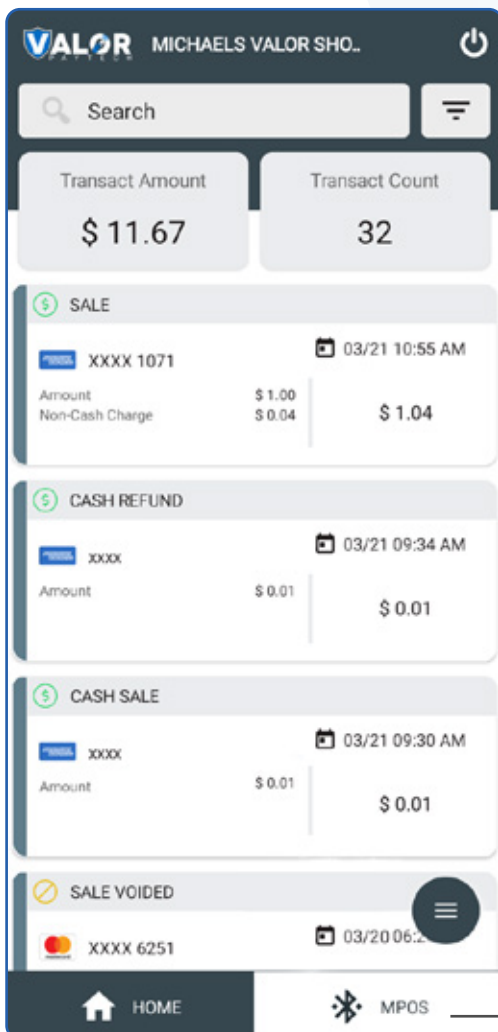 VALOR MICHAELS VALOR SHO..
PAYTECH
Search
Transact Amount Transact Count
$ 11.67 32
SALE
03/21 10:55 AM
XXXX 1071
Amount $ 1.00
Non-Cash Charge $ 0.04
$ 1.04
CASH REFUND
03/21 09:34 AM
xxxx
Amount $ 0.01
$ 0.01
CASH SALE
03/21 09:30 AM
xxxx
Amount $ 0.01
$ 0.01
SALE VOIDED
03/20
XXXX 6251
HOME MPOS